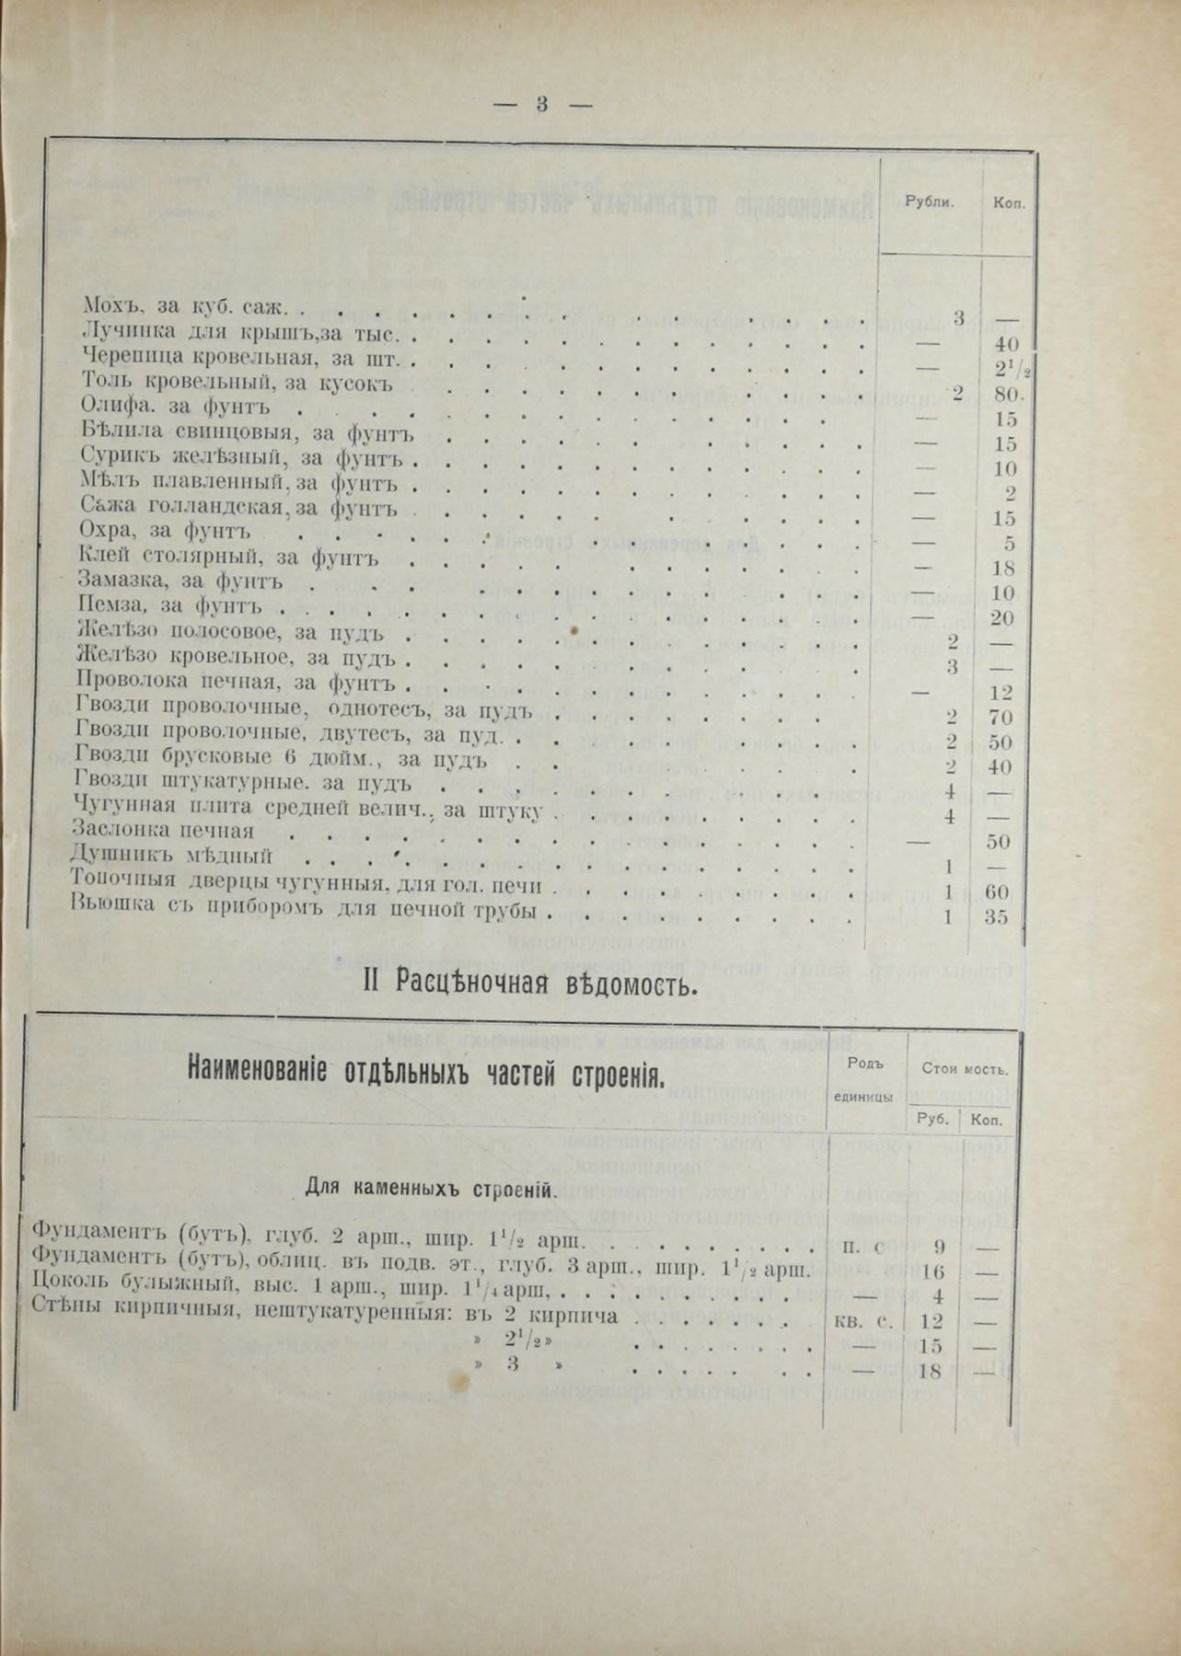 — 3 —
Рубли. Коп.
Мохъ, за куб. саж. . . . . . . . . . . . . . 3 —
Лучинка для крышъ, за тыс. . . . . . . . . . . . — 40
Черепица кровельная, за шт. . . . . . . . . . . . — 2¹/₂
Толь кровельный, за кусокъ . . . . . . . . . . . 2 80.
Олифа. за фунтъ . . . . . . . . . . . . . — 15
Бѣлила свинцовыя, за фунтъ . . . . . . . . . . . — 15
Сурикъ желѣзный, за фунтъ . . . . . . . . . . . . — 10
Мѣлъ плавленный, за фунтъ . . . . . . . . . . . . — 2
Сажа голландская, за фунтъ . . . . . . . . . . . — 15
Охра, за фунтъ . . . . . . . . . . . . . — 5
Клей столярный, за фунтъ . . . . . . . . . . . . — 18
Замазка, за фунтъ . . . . . . . . . . . . . — 10
Пемза, за фунтъ . . . . . . . . . . . . . . — 20
Желѣзо полосовое, за пудъ . . . . . . . . . . . . 2 —
Желѣзо кровельное, за пудъ . . . . . . . . . . . 3 —
Проволока печная, за фунтъ . . . . . . . . . . . — 12
Гвозди проволочные, однотесъ, за пудъ . . . . . . . . 2 70
Гвозди проволочные, двутесъ, за пуд. . . . . . . . . . 2 50
Гвозди брусковые 6 дюйм., за пудъ . . . . . . . 2 40
Гвозди штукатурные. за пудъ . . . . . . . . . . . 4 —
Чугунная плита средней велич., за штуку . . . . . . . . 4 —
Заслонка печная . . . . . . . . . . . . . — 50
Душникъ мѣдный . . . . . . . . . . . . . . 1 —
Топочныя дверцы чугунныя, для гол. печи . . . . . . . . 1 60
Вьюшка съ приборомъ для печной трубы . . . . . . . . . 1 35
II Расцѣночная вѣдомость.
Наименованіе отдѣльныхъ частей строенія. Родъ единицы Стои мость.
Руб. Коп.
Для каменныхъ строеній.
Фундаментъ (бутъ), глуб. 2 арш., шир. 1¹/₂ арш. . . . . . . . . п. с 9 —
Фундаментъ (бутъ), облиц. въ подв. эт., глуб. 3 арш., шир. 1¹/₂ арш. 16 —
Цоколь булыжный, выс. 1 арш., шир. 1¹/₄ арш, . . . . . . . . . — 4 —
Стѣны кирпичныя, нештукатуренныя: въ 2 кирпича . . . . . . . кв. с. 12 —
» 2¹/₂ » . . . . . . . . — 15 —
» 3 » . . . . . . . — 18 —